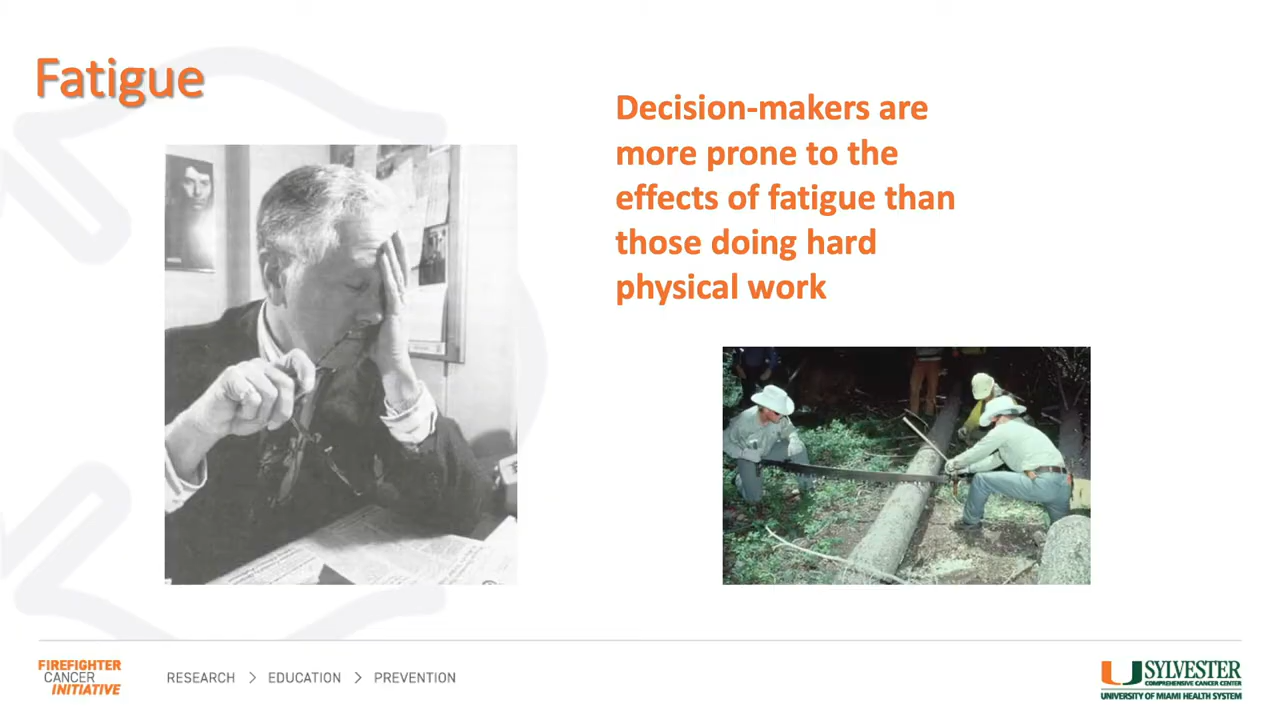 Fatigue
Decision-makers are
more prone to the
effects of fatigue than
those doing hard
physical work
FIREFIGHTER
CANCER
INITIATIVE
RESEARCH > EDUCATION > PREVENTION
SYLVESTER
COMPREHENSIVE CANCER CENTER
UNIVERSITY OF MIAMI HEALTH SYSTEM